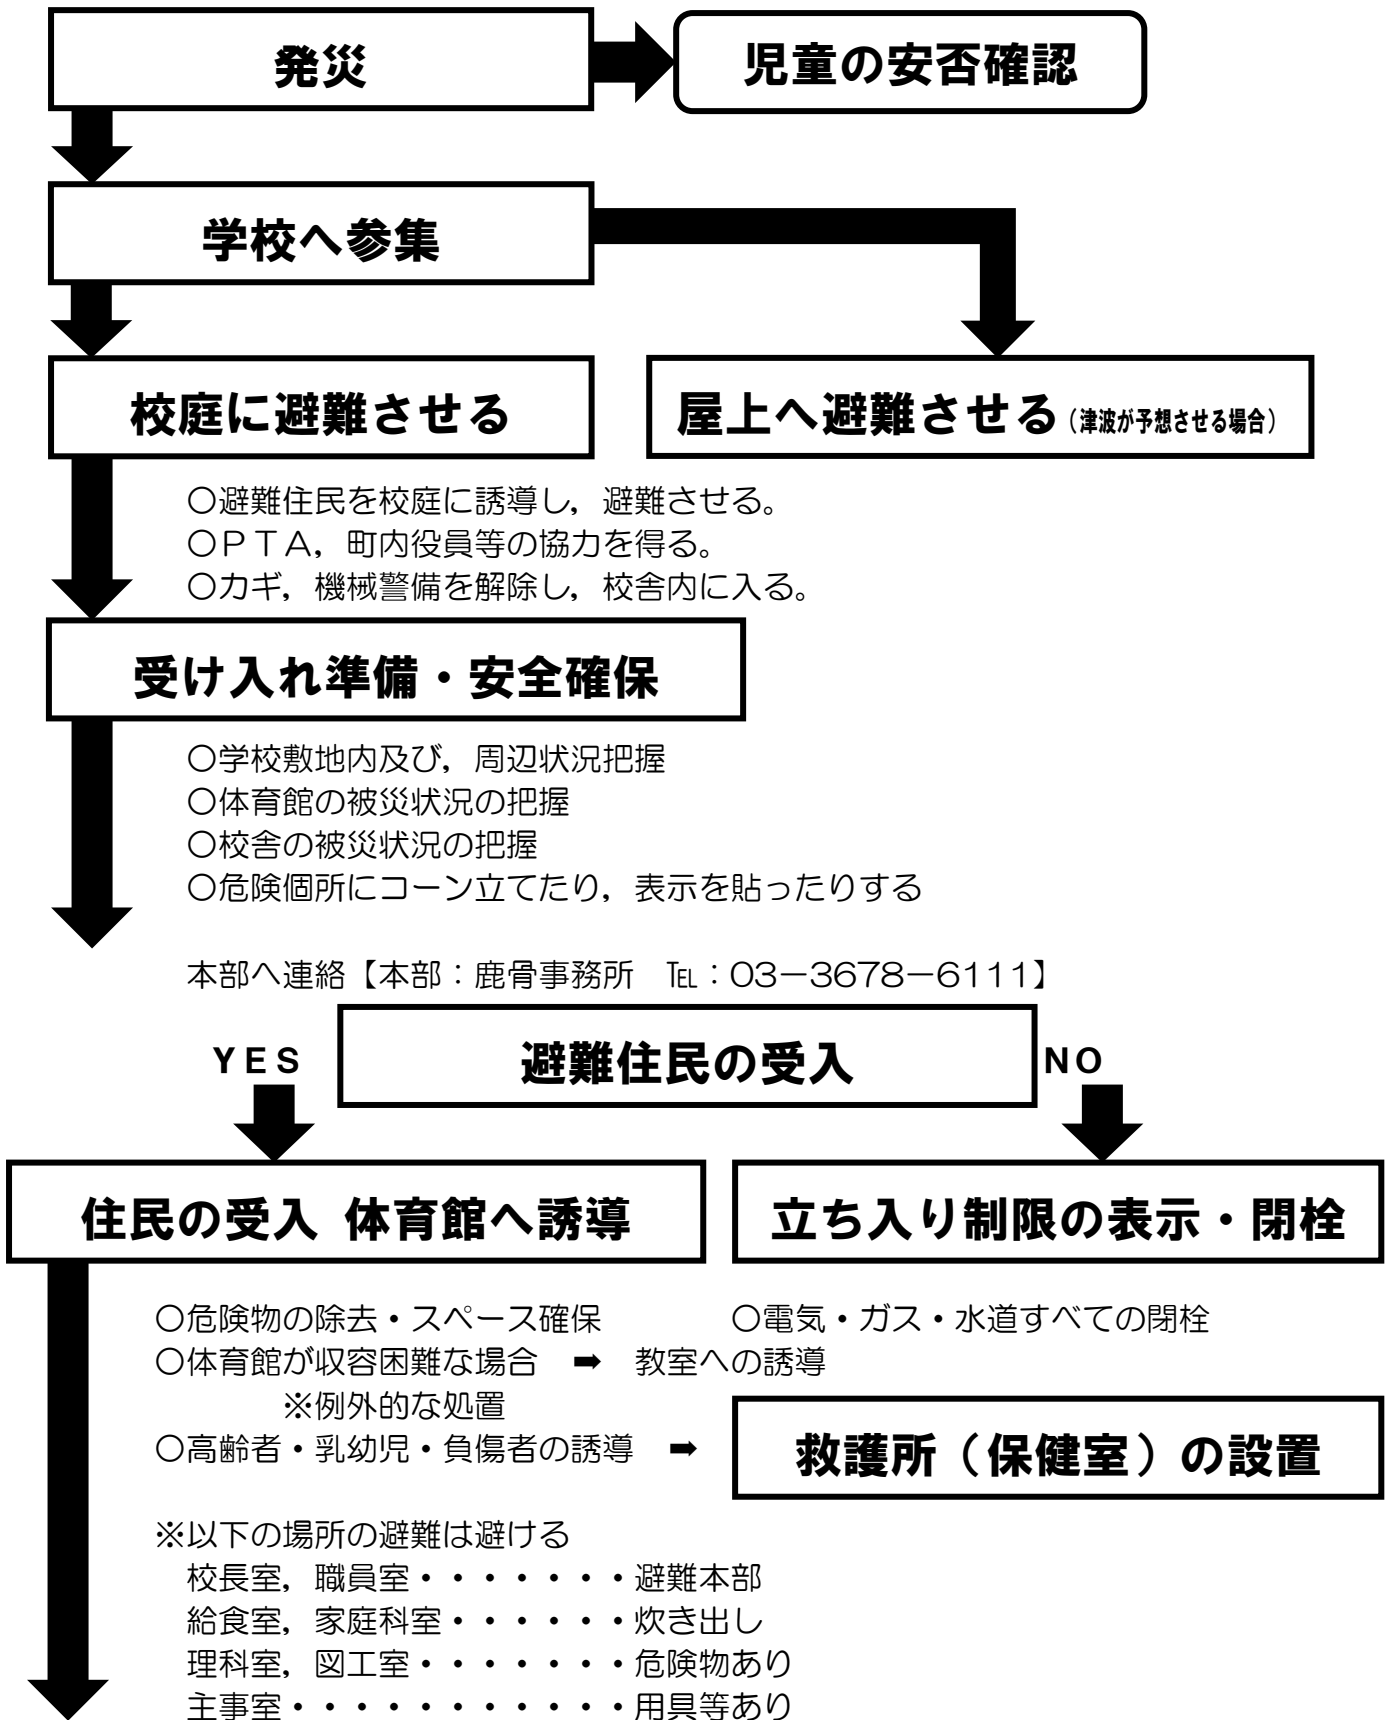 発災
児童の安否確認
学校へ参集
校庭に避難させる
屋上へ避難させる（津波が予想させる場合）
〇避難住民を校庭に誘導し，避難させる。
〇ＰＴＡ，町内役員等の協力を得る。
〇カギ，機械警備を解除し，校舎内に入る。
受け入れ準備・安全確保
〇学校敷地内及び，周辺状況把握
〇体育館の被災状況の把握
〇校舎の被災状況の把握
〇危険個所にコーン立てたり，表示を貼ったりする
本部へ連絡【本部：鹿骨事務所　℡：０３－３６７８－６１１１】
YES
避難住民の受入
NO
住民の受入 体育館へ誘導
立ち入り制限の表示・閉栓
〇危険物の除去・スペース確保
〇電気・ガス・水道すべての閉栓
〇体育館が収容困難な場合　➡　教室への誘導
※例外的な処置
〇高齢者・乳幼児・負傷者の誘導　➡
救護所（保健室）の設置
※以下の場所の避難は避ける
校長室，職員室・・・・・・・避難本部
給食室，家庭科室・・・・・・炊き出し
理科室，図工室・・・・・・・危険物あり
主事室・・・・・・・・・・・用具等あり